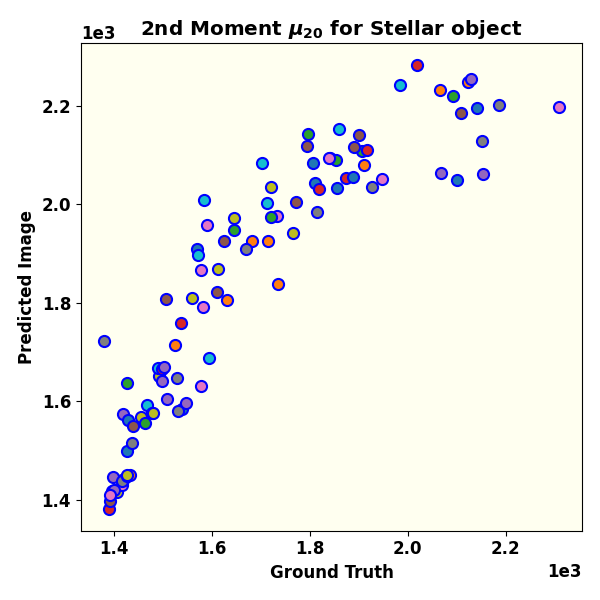 2nd Moment μ₂₀ for Stellar object
1e3
2.2
2.0
1.8
1.6
1.4
Predicted Image
1.4 1.6 1.8 2.0 2.2
Ground Truth
1e3